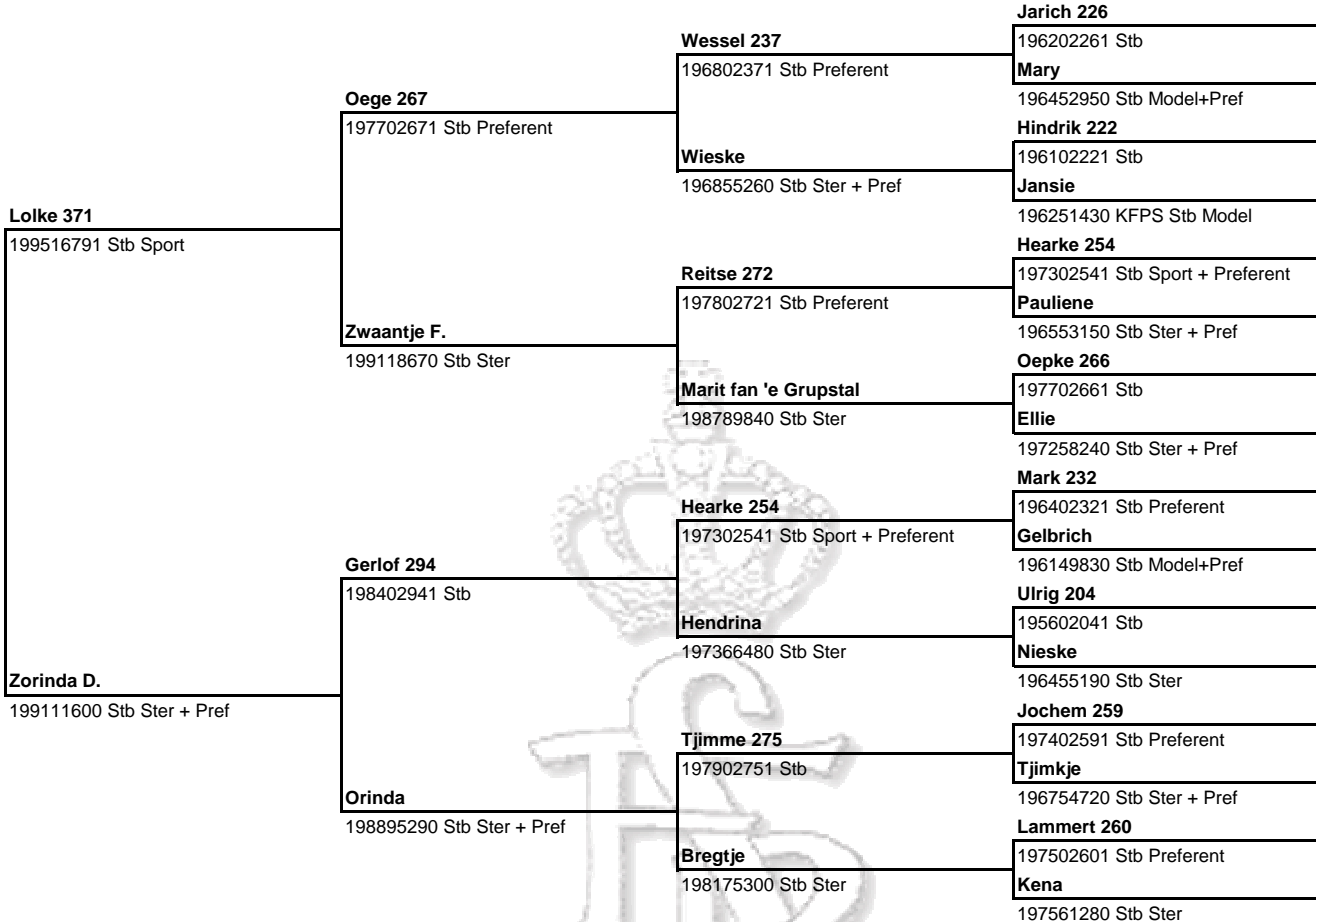 Jarich 226
Wessel 237
196202261 Stb
196802371 Stb Preferent
Mary
Oege 267
196452950 Stb Model+Pref
197702671 Stb Preferent
Hindrik 222
Wieske
196102221 Stb
196855260 Stb Ster + Pref
Jansie
Lolke 371
196251430 KFPS Stb Model
199516791 Stb Sport
Hearke 254
Reitse 272
197302541 Stb Sport + Preferent
197802721 Stb Preferent
Pauliene
Zwaantje F.
196553150 Stb Ster + Pref
199118670 Stb Ster
Oepke 266
Marit fan 'e Grupstal
197702661 Stb
198789840 Stb Ster
Ellie
197258240 Stb Ster + Pref
Mark 232
Hearke 254
196402321 Stb Preferent
197302541 Stb Sport + Preferent
Gelbrich
Gerlof 294
196149830 Stb Model+Pref
198402941 Stb
Ulrig 204
Hendrina
195602041 Stb
197366480 Stb Ster
Nieske
Zorinda D.
196455190 Stb Ster
199111600 Stb Ster + Pref
Jochem 259
Tjimme 275
197402591 Stb Preferent
197902751 Stb
Tjimkje
Orinda
196754720 Stb Ster + Pref
198895290 Stb Ster + Pref
Lammert 260
Bregtje
197502601 Stb Preferent
198175300 Stb Ster
Kena
197561280 Stb Ster